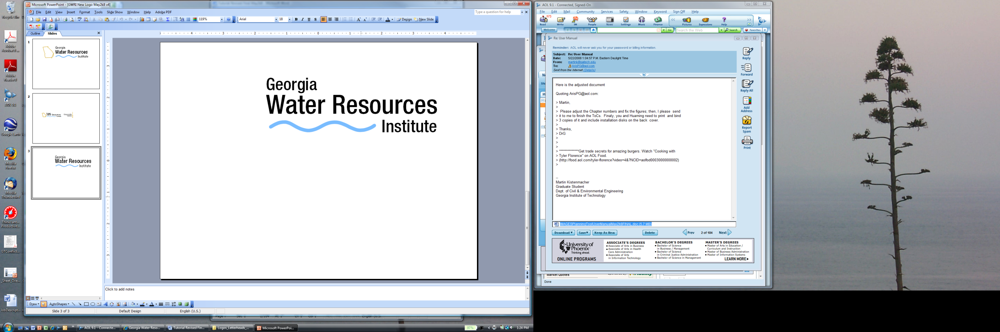 Recycle Bin
Adobe
Acrobat 8 ...
Adobe
Reader 8
AOL 9.1
Google Earth
Mozilla
Firefox
Mozilla
Thunderbird
ThinkVant...
Productivit...
GTConflict...
_Sheet_Ove...
JobDescript...
Microsoft PowerPoint - [GWRI New Logo May2k8 v4]
File Edit View Insert Format Tools Slide Show Window Help Adobe PDF
Type a question for help
119%
Arial
18
B I U S
Design
New Slide
Outline Slides
1
Georgia
Water Resources
Institute
2
3
Georgia
Water Resources
Institute
Georgia
Water Resources
Institute
Click to add notes
Draw AutoShapes
Slide 3 of 3
Default Design
English (U.S.)
AOL 9.1 - Connecte...
Georgia Water Reso...
Tutorial Revised Fin...
Logos_Letterheads_...
Microsoft PowerPoi...
97%
1:24 PM
AOL 9.1 - Connected, Signed-On
File Edit Mail Community Services Safety Window Keyword Sign Off Help
173
Read Write IM People News Settings Music Finance Pictures Expressions Help
Welcome
Go
Search the Web
Search
Favorites
Re: User Manual
Reminder: AOL will never ask you for your password or billing information.
Subject: Re: User Manual
Date: 5/22/2008 1:04:57 P.M. Eastern Daylight Time
From: martink@gatech.edu
To: ArisPG@aol.com
Sent from the Internet (Details)
Here is the adjusted document
Quoting ArisPG@aol.com:
> Martin,
>
> Please adjust the Chapter numbers and fix the figures; then, I please send
> it to me to finish the ToCs. Finaly, you and Huaming need to print and bind
> 3 copies of it and include installation disks on the back cover.
>
> Thanks,
> DrG
>
>
>
> **************Get trade secrets for amazing burgers. Watch "Cooking with
> Tyler Florence" on AOL Food.
> (http://food.aol.com/tyler-florence?video=4&?NCID=aolfod00030000000002)
>
--
Martin Kistenmacher
Graduate Student
Dept. of Civil & Environmental Engineering
Georgia Institute of Technology
IMAGESPlanningToolUserManualMay2k8FINAL.doc (5.7 MB)
Download
Save
Keep As New
Delete
Prev
2 of 184
Next
Reply
Forward
Reply All
Add
Address
Report
Spam
Print
University of
Phoenix
Thinking ahead.
ONLINE PROGRAMS
ASSOCIATE'S DEGREES
Associate of Arts in Business
Associate of Arts in Health
Care Administration
Associate of Arts
in Information Technology
BACHELOR'S DEGREES
Bachelor of Science
in Business / Management
Bachelor of Science
in Criminal Justice Administration
Bachelor of Science in Management
MASTER'S DEGREES
Master of Arts in Education /
Curriculum and Instruction
Master of Business Administration
Master of Information Systems
LEARN MORE
Market Quotes
Done